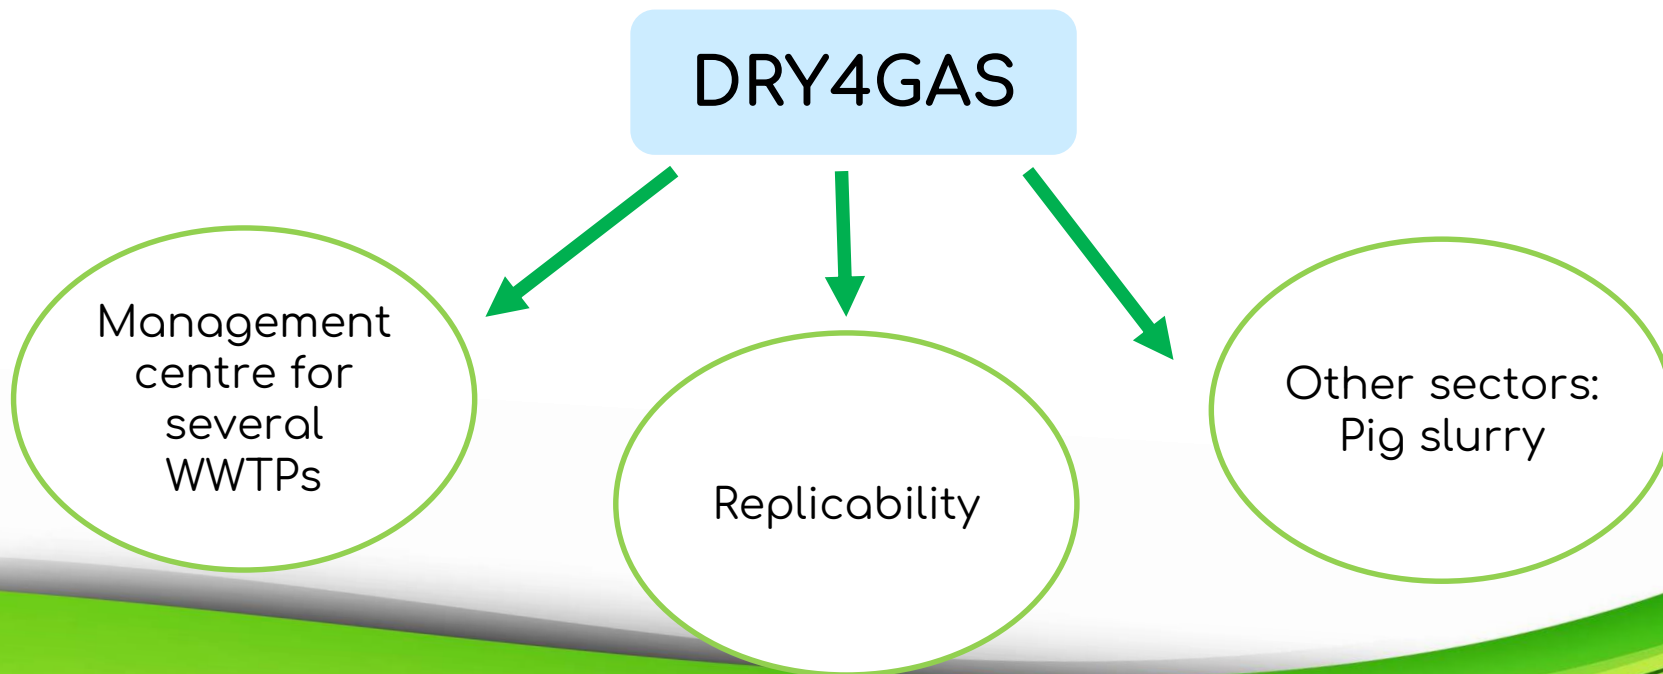 DRY4GAS
Management
centre for
several
WWTPs
Replicability
Other sectors:
Pig slurry